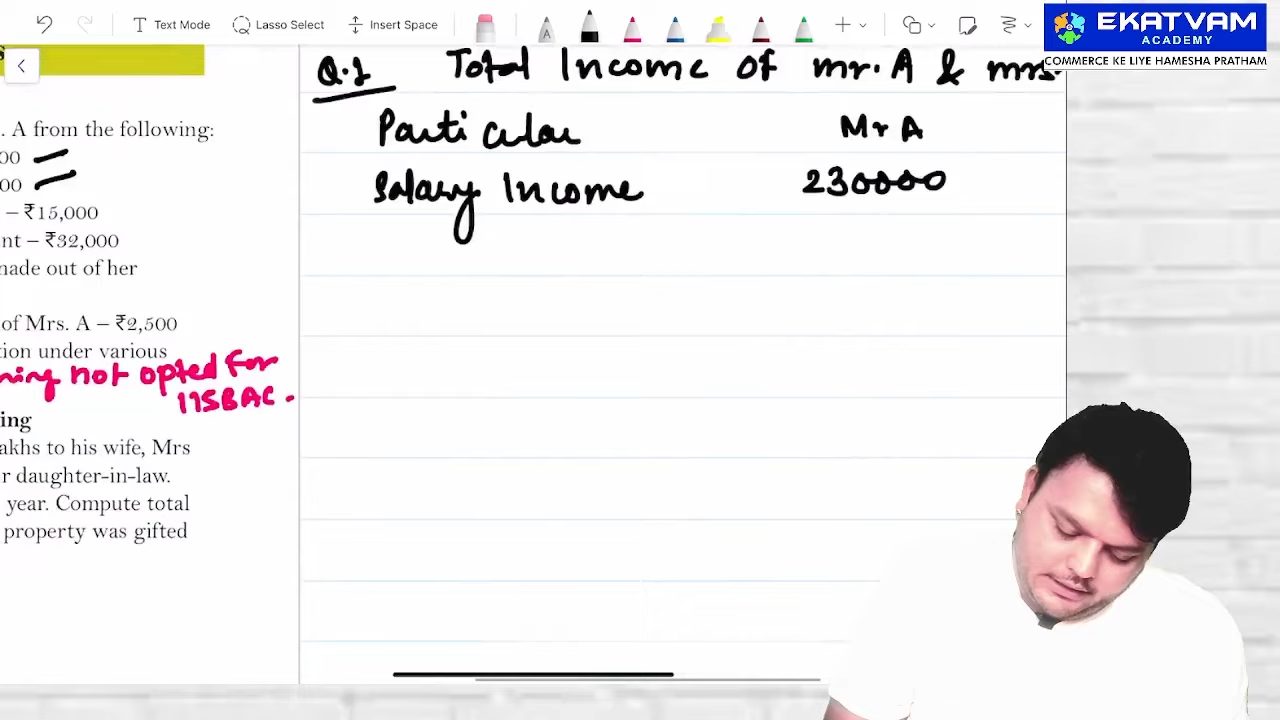 Text Mode Lasso Select Insert Space
EKATVAM
ACADEMY
COMMERCE KE LIYE HAMESHA PRATHAM
s
. A from the following:
00
00
– ₹15,000
nt – ₹32,000
nade out of her
of Mrs. A – ₹2,500
tion under various
ning not opted for
115BAC.
ing
akhs to his wife, Mrs
r daughter-in-law.
year. Compute total
property was gifted
Q.1 Total Income of mr. A & mrs.
Particular Mr A
Salary Income 230000